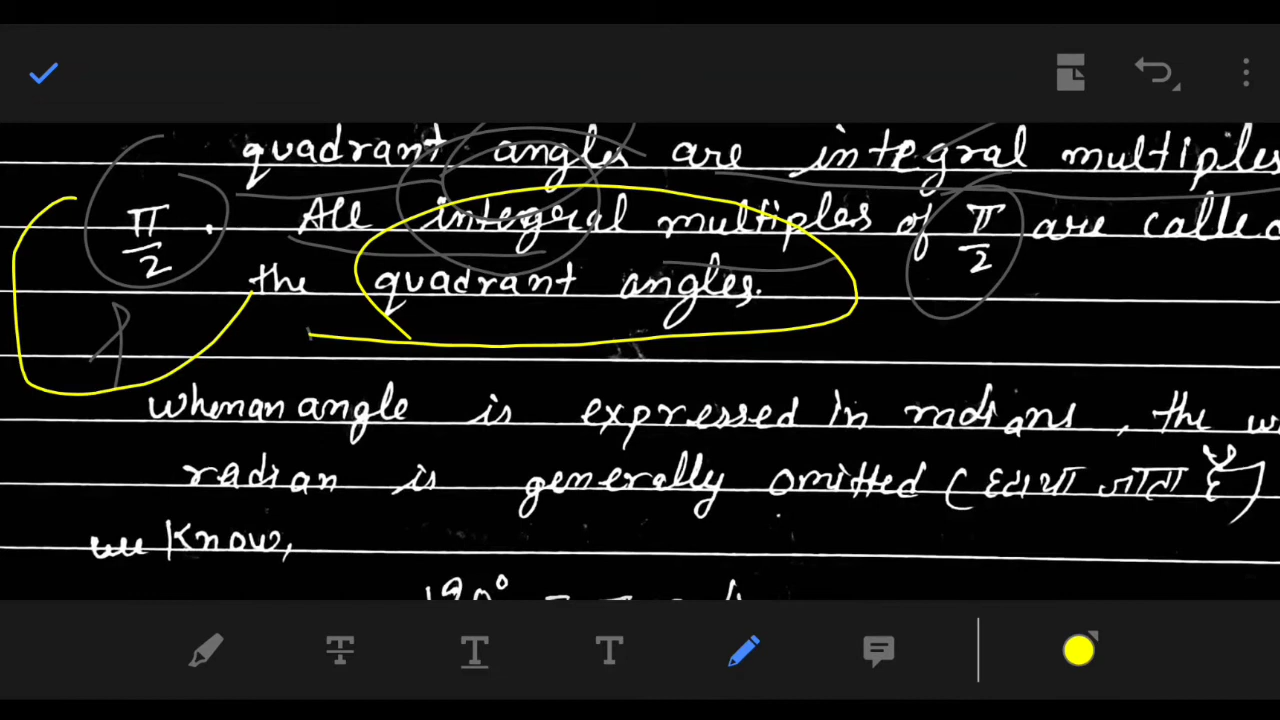 quadrant angles are integral multiples
π/2. All integral multiples of π/2 are called
the quadrant angles.
when an angle is expressed in radians, the
radian is generally omitted (हटाया जाता है)
we know,
180° = π